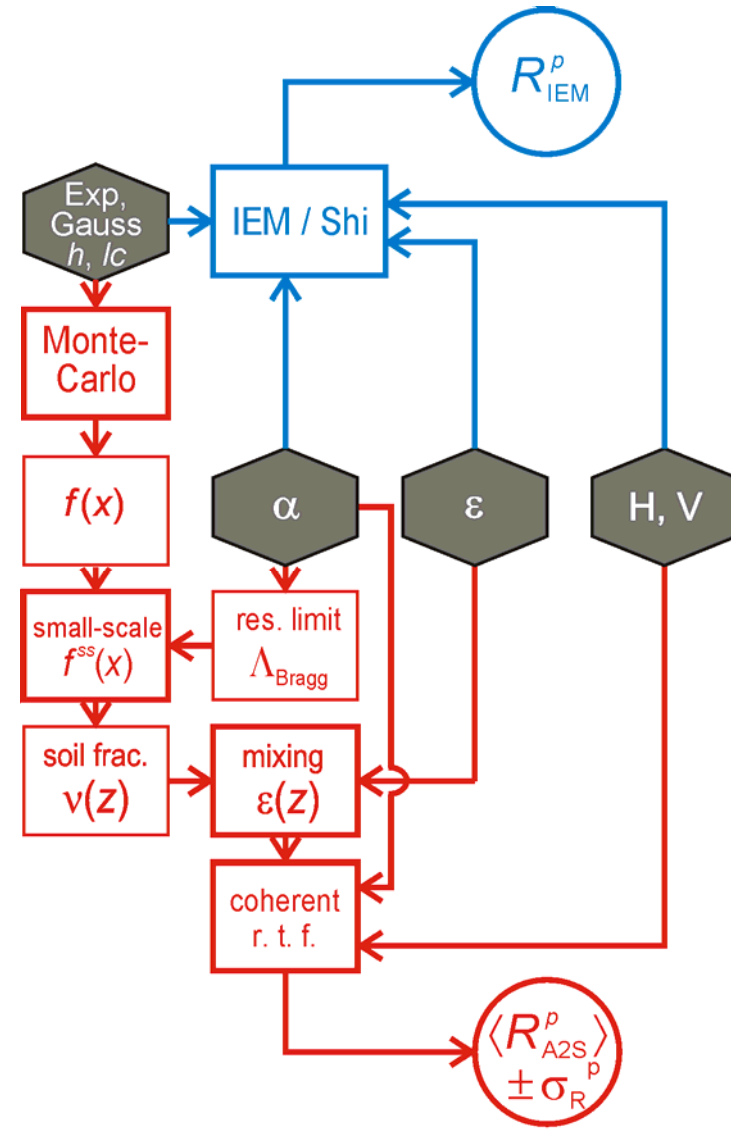 R^p_IEM
Exp,
Gauss
h, lc
IEM / Shi
Monte-
Carlo
f(x)
α
ε
H, V
small-scale
f^ss(x)
res. limit
Λ_Bragg
soil frac.
ν(z)
mixing
ε(z)
coherent
r. t. f.
⟨R^p_A2S⟩
± σ_R^p